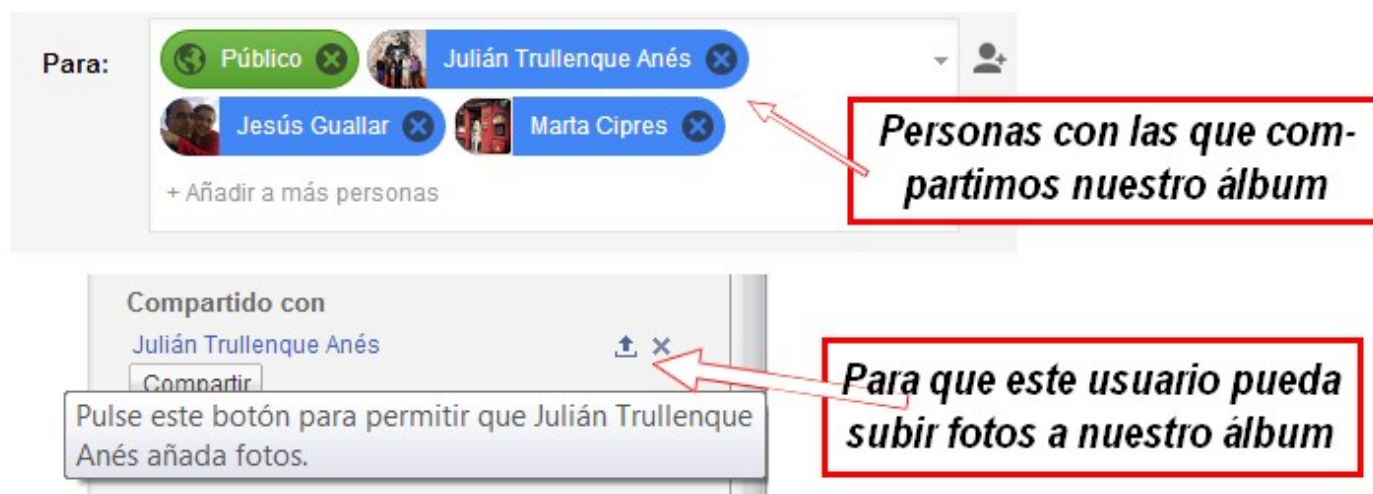 Para:
Público
Julián Trullenque Anés
Jesús Guallar
Marta Cipres
+ Añadir a más personas
Personas con las que com-
partimos nuestro álbum
Compartido con
Julián Trullenque Anés
Compartir
Pulse este botón para permitir que Julián Trullenque
Anés añada fotos.
Para que este usuario pueda
subir fotos a nuestro álbum